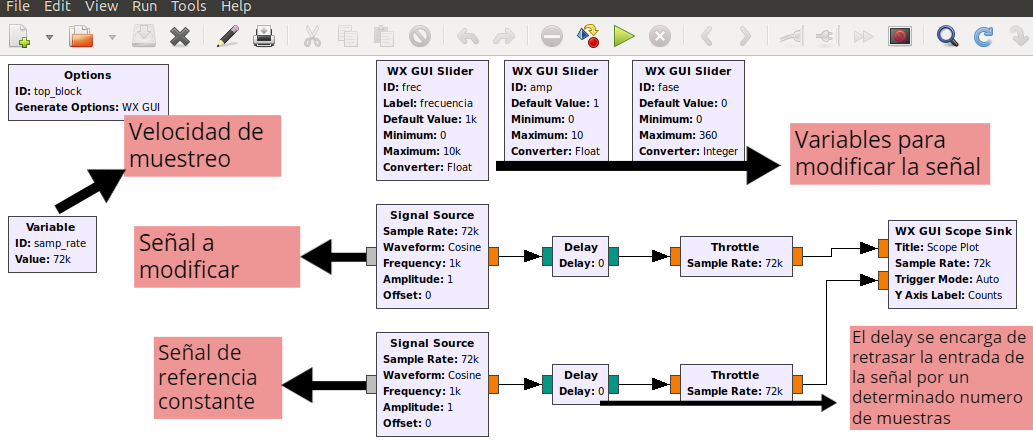 File Edit View Run Tools Help
Options
ID: top_block
Generate Options: WX GUI
Velocidad de
muestreo
Variable
ID: samp_rate
Value: 72k
WX GUI Slider
ID: frec
Label: frecuencia
Default Value: 1k
Minimum: 0
Maximum: 10k
Converter: Float
WX GUI Slider
ID: amp
Default Value: 1
Minimum: 0
Maximum: 10
Converter: Float
WX GUI Slider
ID: fase
Default Value: 0
Minimum: 0
Maximum: 360
Converter: Integer
Variables para
modificar la señal
Señal a
modificar
Signal Source
Sample Rate: 72k
Waveform: Cosine
Frequency: 1k
Amplitude: 1
Offset: 0
Delay
Delay: 0
Throttle
Sample Rate: 72k
WX GUI Scope Sink
Title: Scope Plot
Sample Rate: 72k
Trigger Mode: Auto
Y Axis Label: Counts
Señal de
referencia
constante
Signal Source
Sample Rate: 72k
Waveform: Cosine
Frequency: 1k
Amplitude: 1
Offset: 0
Delay
Delay: 0
Throttle
Sample Rate: 72k
El delay se encarga de
retrasar la entrada de
la señal por un
determinado numero
de muestras